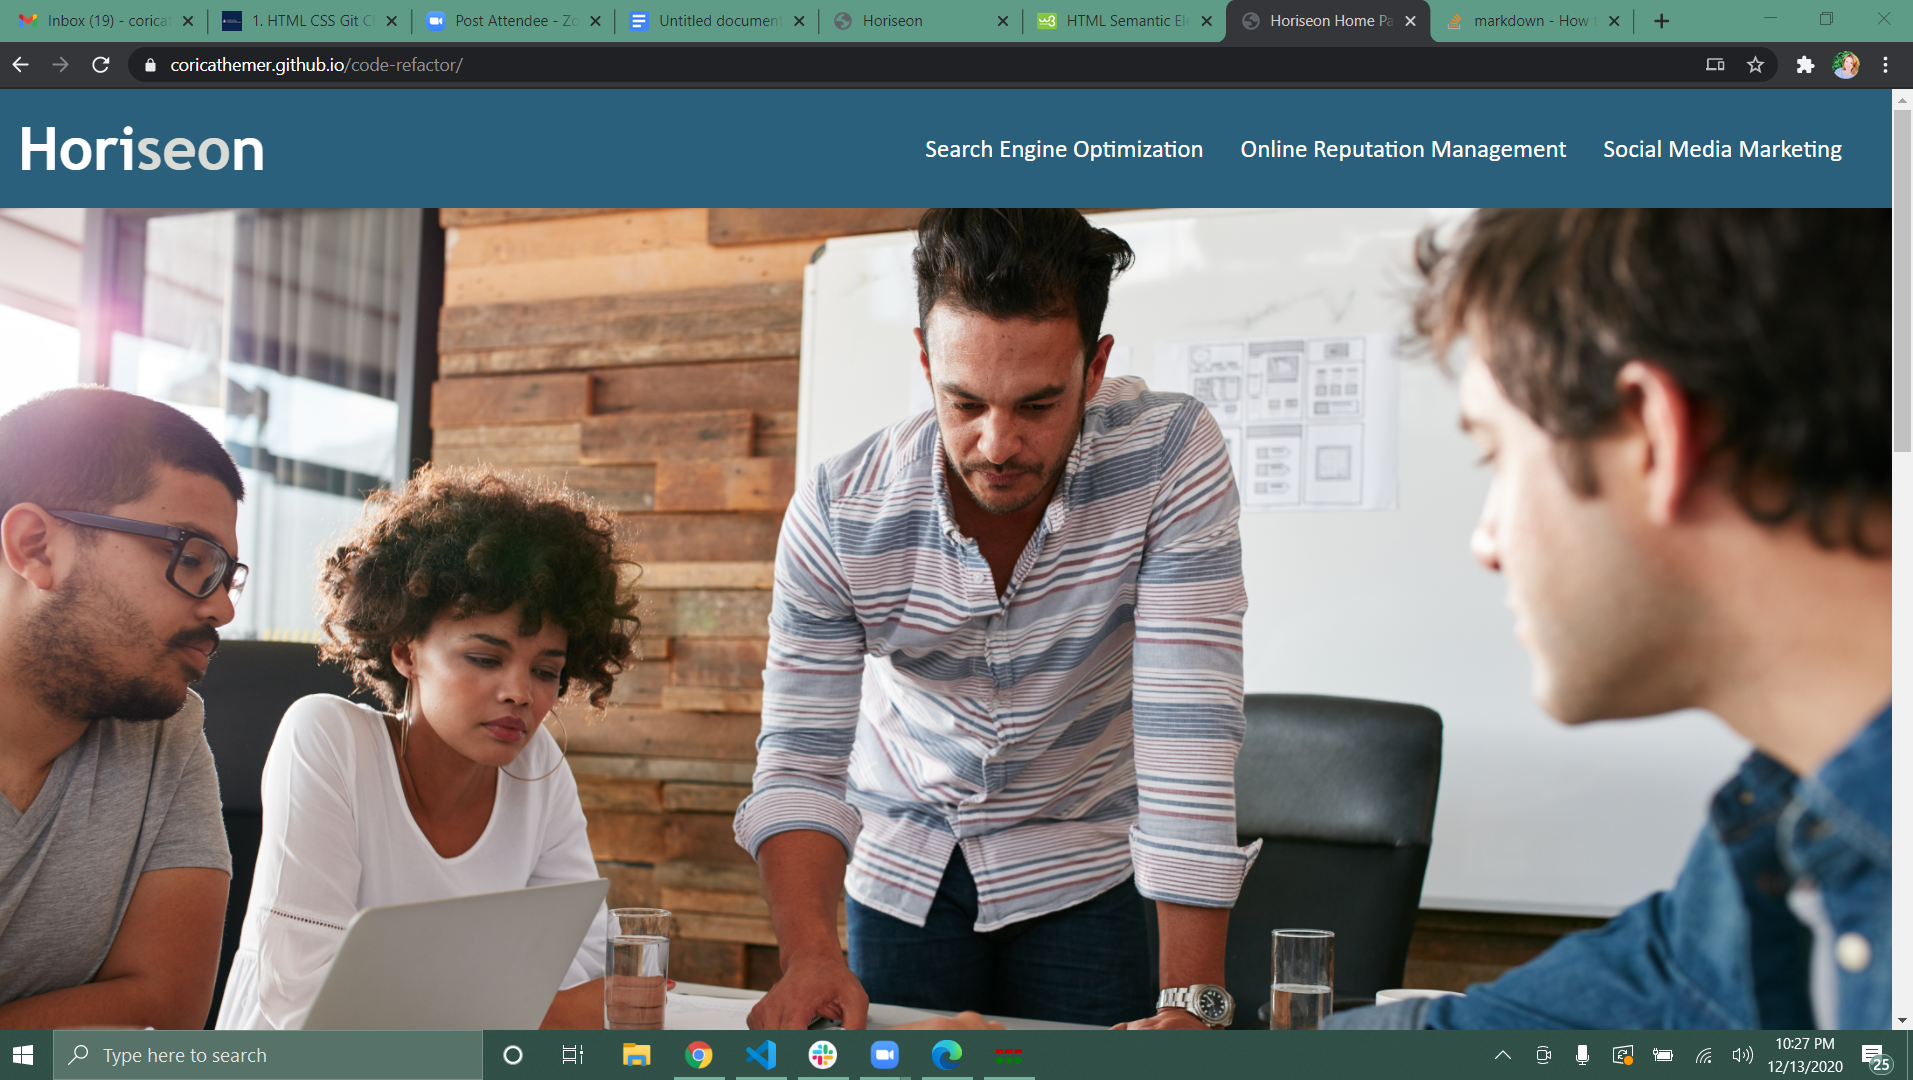 Inbox (19) - corica
1. HTML CSS Git C
Post Attendee - Zo
Untitled document
Horiseon
HTML Semantic El
Horiseon Home Pa
markdown - How
coricathemer.github.io/code-refactor/
Horiseon
Search Engine Optimization
Online Reputation Management
Social Media Marketing
Type here to search
10:27 PM
12/13/2020
25